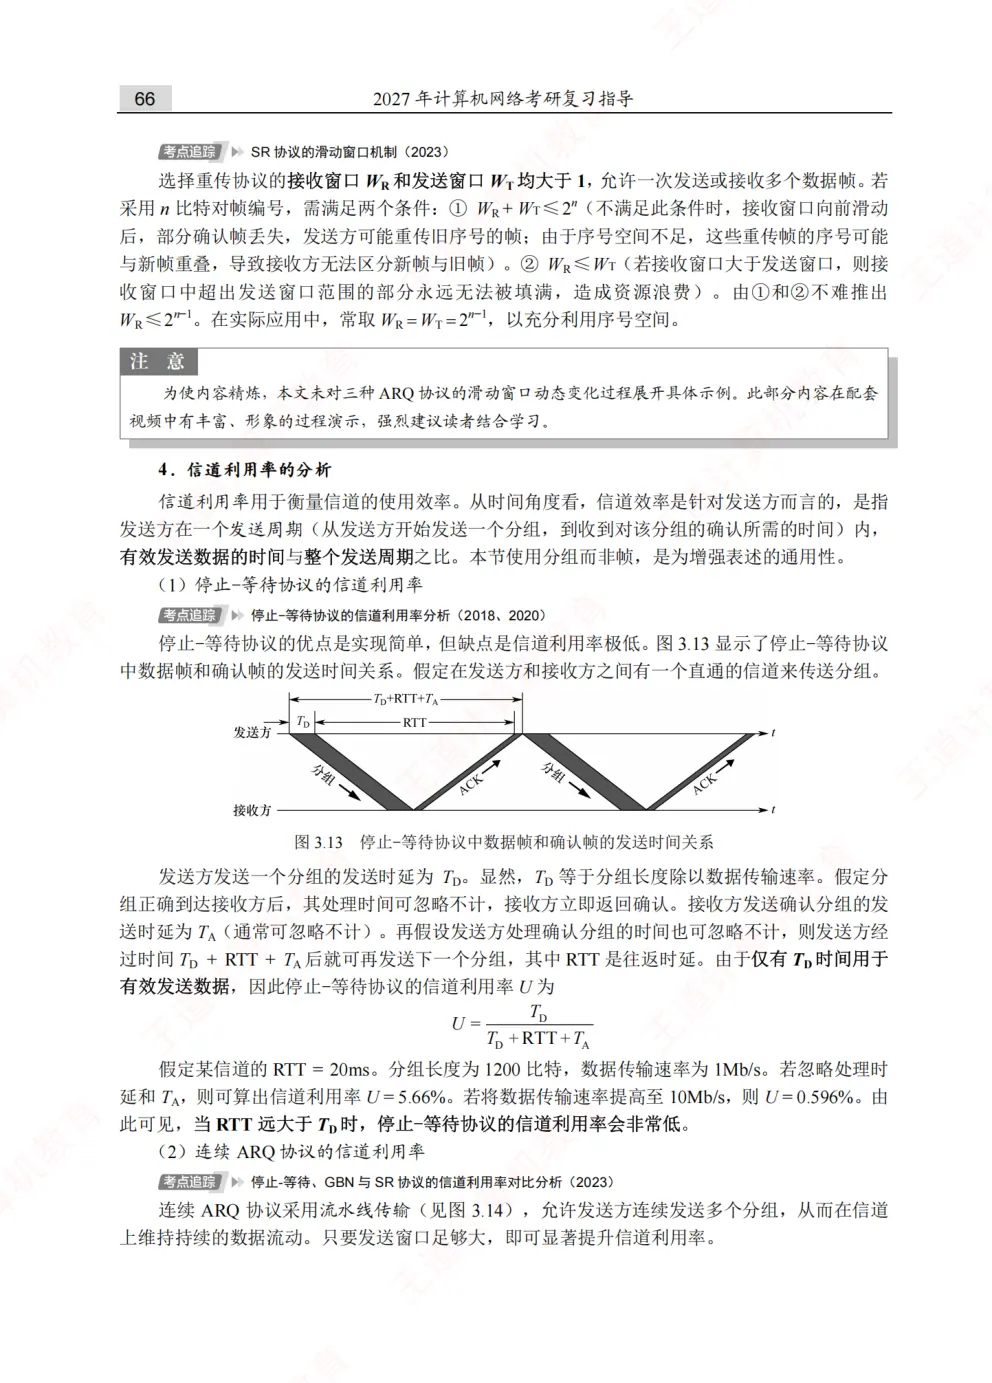 66
2027 年计算机网络考研复习指导
考点追踪 SR 协议的滑动窗口机制（2023）
选择重传协议的接收窗口 WR 和发送窗口 WT 均大于 1，允许一次发送或接收多个数据帧。若
采用 n 比特对帧编号，需满足两个条件：① WR + WT≤2ⁿ（不满足此条件时，接收窗口向前滑动
后，部分确认帧丢失，发送方可能重传旧序号的帧；由于序号空间不足，这些重传帧的序号可能
与新帧重叠，导致接收方无法区分新帧与旧帧）。② WR≤WT（若接收窗口大于发送窗口，则接
收窗口中超出发送窗口范围的部分永远无法被填满，造成资源浪费）。由①和②不难推出
WR≤2ⁿ⁻¹。在实际应用中，常取 WR = WT = 2ⁿ⁻¹，以充分利用序号空间。
注 意
为使内容精炼，本文未对三种 ARQ 协议的滑动窗口动态变化过程展开具体示例。此部分内容在配套
视频中有丰富、形象的过程演示，强烈建议读者结合学习。
4．信道利用率的分析
信道利用率用于衡量信道的使用效率。从时间角度看，信道效率是针对发送方而言的，是指
发送方在一个发送周期（从发送方开始发送一个分组，到收到对该分组的确认所需的时间）内，
有效发送数据的时间与整个发送周期之比。本节使用分组而非帧，是为增强表述的通用性。
（1）停止-等待协议的信道利用率
考点追踪 停止-等待协议的信道利用率分析（2018、2020）
停止-等待协议的优点是实现简单，但缺点是信道利用率极低。图 3.13 显示了停止-等待协议
中数据帧和确认帧的发送时间关系。假定在发送方和接收方之间有一个直通的信道来传送分组。
TD+RTT+TA
TD RTT
发送方 t
分组 ACK 分组 ACK
接收方 t
图 3.13 停止-等待协议中数据帧和确认帧的发送时间关系
发送方发送一个分组的发送时延为 TD。显然，TD 等于分组长度除以数据传输速率。假定分
组正确到达接收方后，其处理时间可忽略不计，接收方立即返回确认。接收方发送确认分组的发
送时延为 TA（通常可忽略不计）。再假设发送方处理确认分组的时间也可忽略不计，则发送方经
过时间 TD + RTT + TA 后就可再发送下一个分组，其中 RTT 是往返时延。由于仅有 TD 时间用于
有效发送数据，因此停止-等待协议的信道利用率 U 为
U = TD / (TD + RTT + TA)
假定某信道的 RTT = 20ms。分组长度为 1200 比特，数据传输速率为 1Mb/s。若忽略处理时
延和 TA，则可算出信道利用率 U = 5.66%。若将数据传输速率提高至 10Mb/s，则 U = 0.596%。由
此可见，当 RTT 远大于 TD 时，停止-等待协议的信道利用率会非常低。
（2）连续 ARQ 协议的信道利用率
考点追踪 停止-等待、GBN 与 SR 协议的信道利用率对比分析（2023）
连续 ARQ 协议采用流水线传输（见图 3.14），允许发送方连续发送多个分组，从而在信道
上维持持续的数据流动。只要发送窗口足够大，即可显著提升信道利用率。